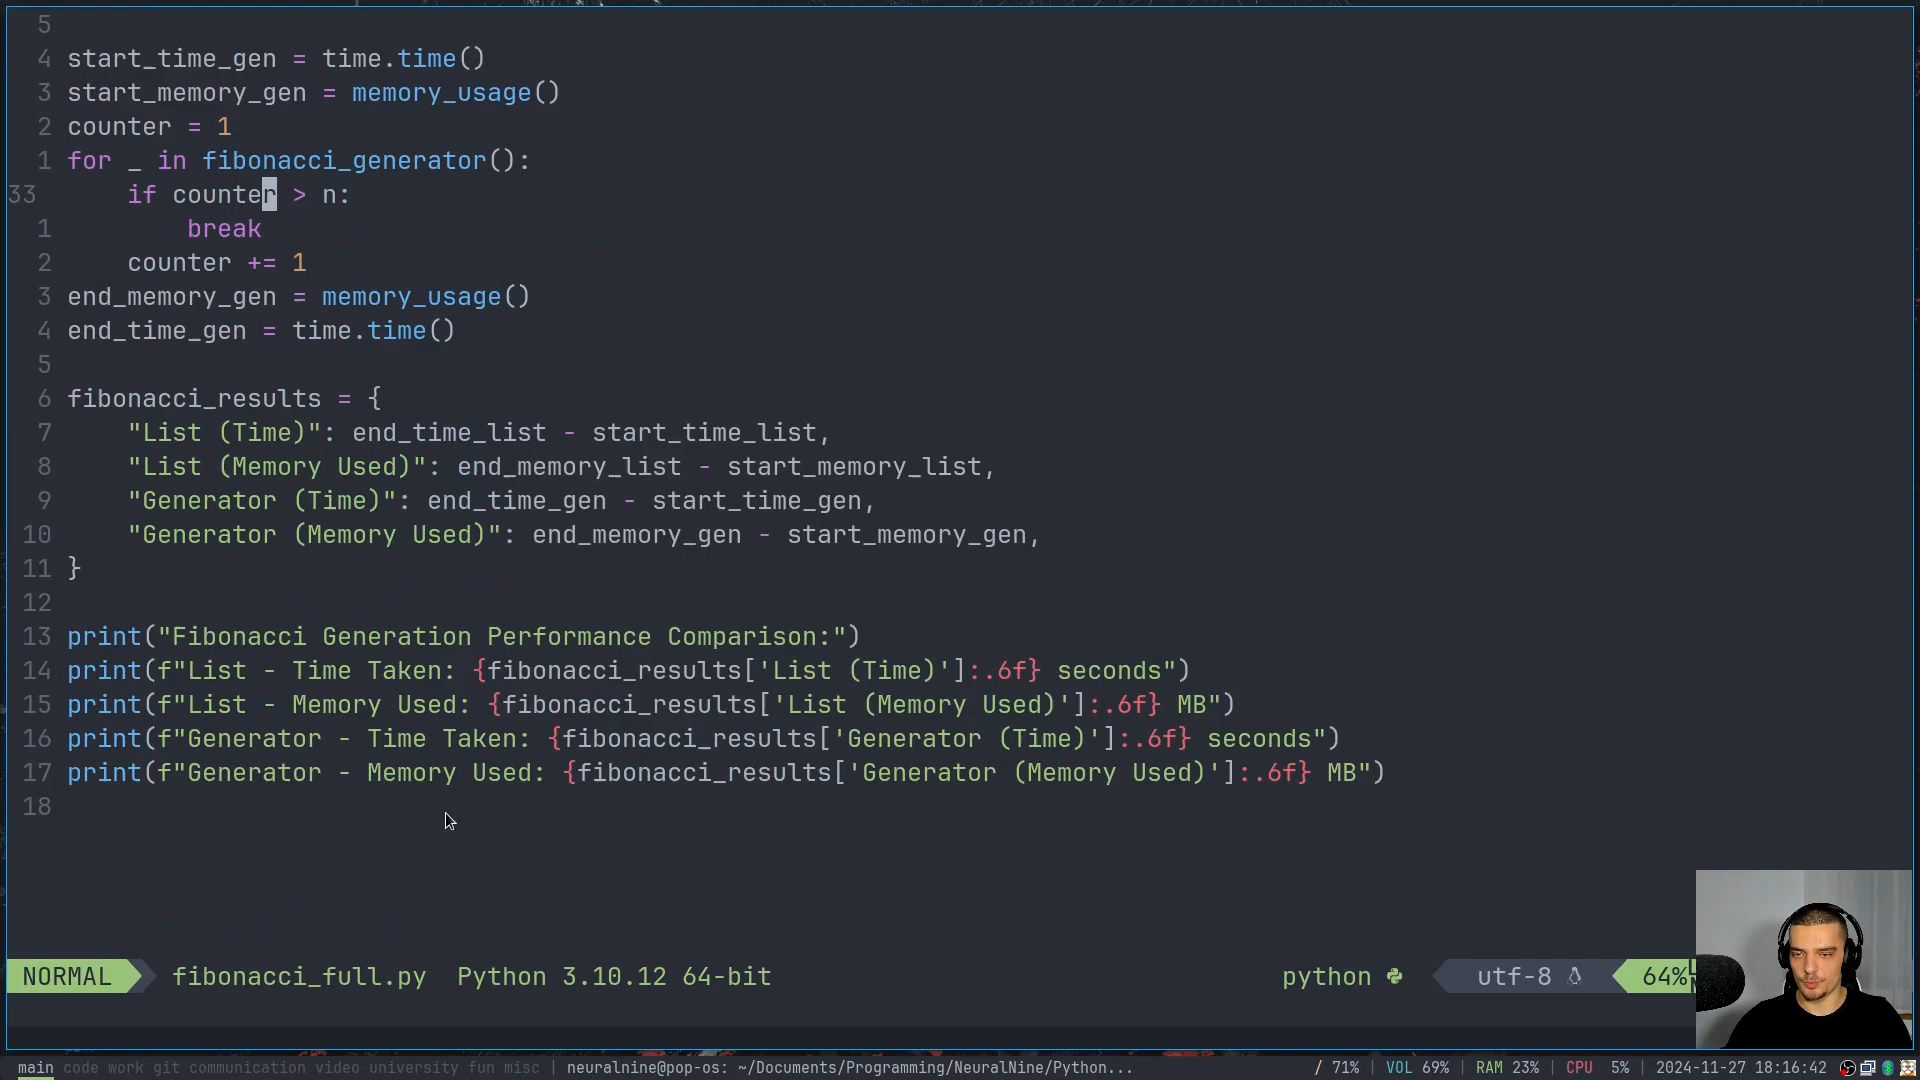 5
4 start_time_gen = time.time()
3 start_memory_gen = memory_usage()
2 counter = 1
1 for _ in fibonacci_generator():
33     if counter > n:
1         break
2     counter += 1
3 end_memory_gen = memory_usage()
4 end_time_gen = time.time()
5
6 fibonacci_results = {
7     "List (Time)": end_time_list - start_time_list,
8     "List (Memory Used)": end_memory_list - start_memory_list,
9     "Generator (Time)": end_time_gen - start_time_gen,
10     "Generator (Memory Used)": end_memory_gen - start_memory_gen,
11 }
12
13 print("Fibonacci Generation Performance Comparison:")
14 print(f"List - Time Taken: {fibonacci_results['List (Time)']:.6f} seconds")
15 print(f"List - Memory Used: {fibonacci_results['List (Memory Used)']:.6f} MB")
16 print(f"Generator - Time Taken: {fibonacci_results['Generator (Time)']:.6f} seconds")
17 print(f"Generator - Memory Used: {fibonacci_results['Generator (Memory Used)']:.6f} MB")
18
NORMAL fibonacci_full.py Python 3.10.12 64-bit python utf-8 64%
main code work git communication video university fun misc | neuralnine@pop-os: ~/Documents/Programming/NeuralNine/Python... / 71% | VOL 69% | RAM 23% | CPU 5% | 2024-11-27 18:16:42